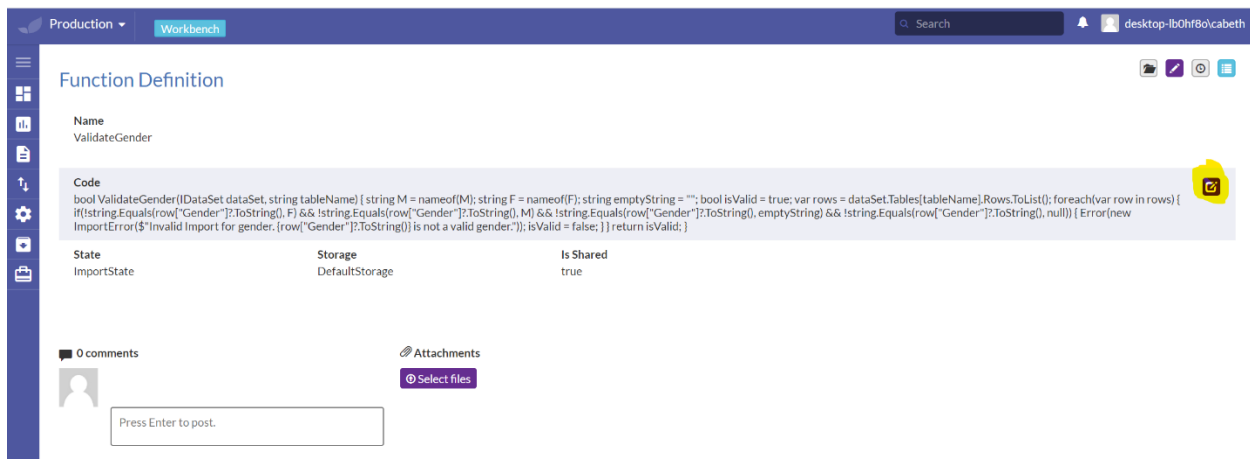 Production
Workbench
Search
desktop-lb0hf8o\cabeth
Function Definition
Name
ValidateGender
Code
bool ValidateGender(IDataSet dataSet, string tableName) { string M = nameof(M); string F = nameof(F); string emptyString = ""; bool isValid = true; var rows = dataSet.Tables[tableName].Rows.ToList(); foreach(var row in rows) {
if(!string.Equals(row["Gender"]?.ToString(), F) && !string.Equals(row["Gender"]?.ToString(), M) && !string.Equals(row["Gender"]?.ToString(), emptyString) && !string.Equals(row["Gender"]?.ToString(), null)) { Error(new
ImportError($"Invalid Import for gender. {row["Gender"]?.ToString()} is not a valid gender.")); isValid = false; } } return isValid; }
State Storage Is Shared
ImportState DefaultStorage true
0 comments Attachments
Select files
Press Enter to post.